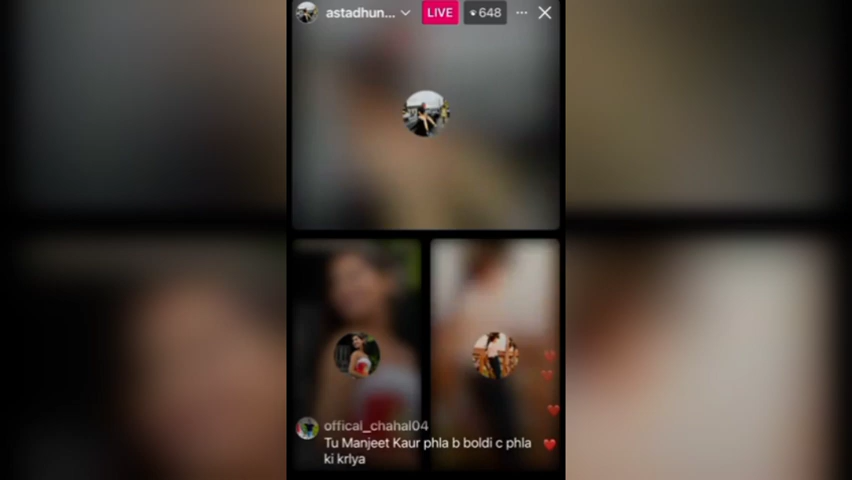 astadhun...
LIVE
648
offical_chahal04
Tu Manjeet Kaur phla b boldi c phla
ki krlya